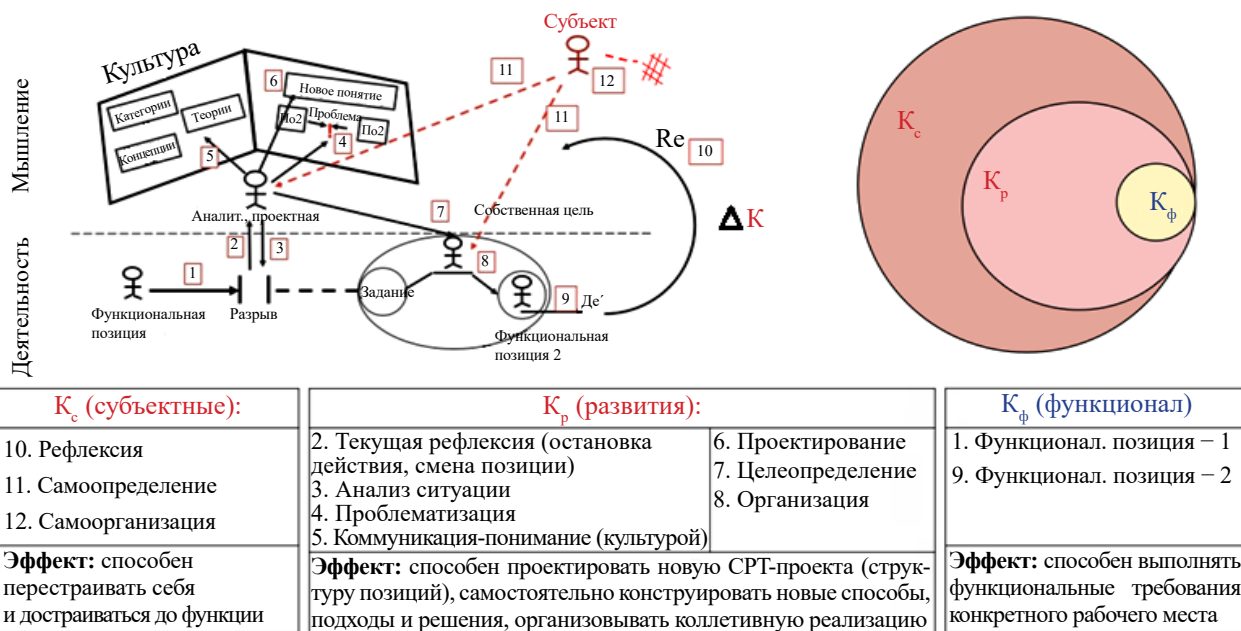 Субъект
Культура
Мышление
Деятельность
Категории
Теории
Концепции
6
Новое понятие
По2
Проблема
По2
4
5
11
12
11
Re
10
Δ К
Аналит., проектная
7
Собственная цель
2
3
1
8
9
Де′
Задание
Функциональная
позиция
Разрыв
Функциональная
позиция 2
Кс
Кр
Кф
Кс (субъектные):
10. Рефлексия
11. Самоопределение
12. Самоорганизация
Эффект: способен
перестраивать себя
и достраиваться до функции
Кр (развития):
2. Текущая рефлексия (остановка
действия, смена позиции)
3. Анализ ситуации
4. Проблематизация
5. Коммуникация-понимание (культурой)
6. Проектирование
7. Целеопределение
8. Организация
Эффект: способен проектировать новую СРТ-проекта (струк-
туру позиций), самостоятельно конструировать новые способы,
подходы и решения, организовывать коллетивную реализацию
Кф (функционал)
1. Функционал. позиция − 1
9. Функционал. позиция − 2
Эффект: способен выполнять
функциональные требования
конкретного рабочего места